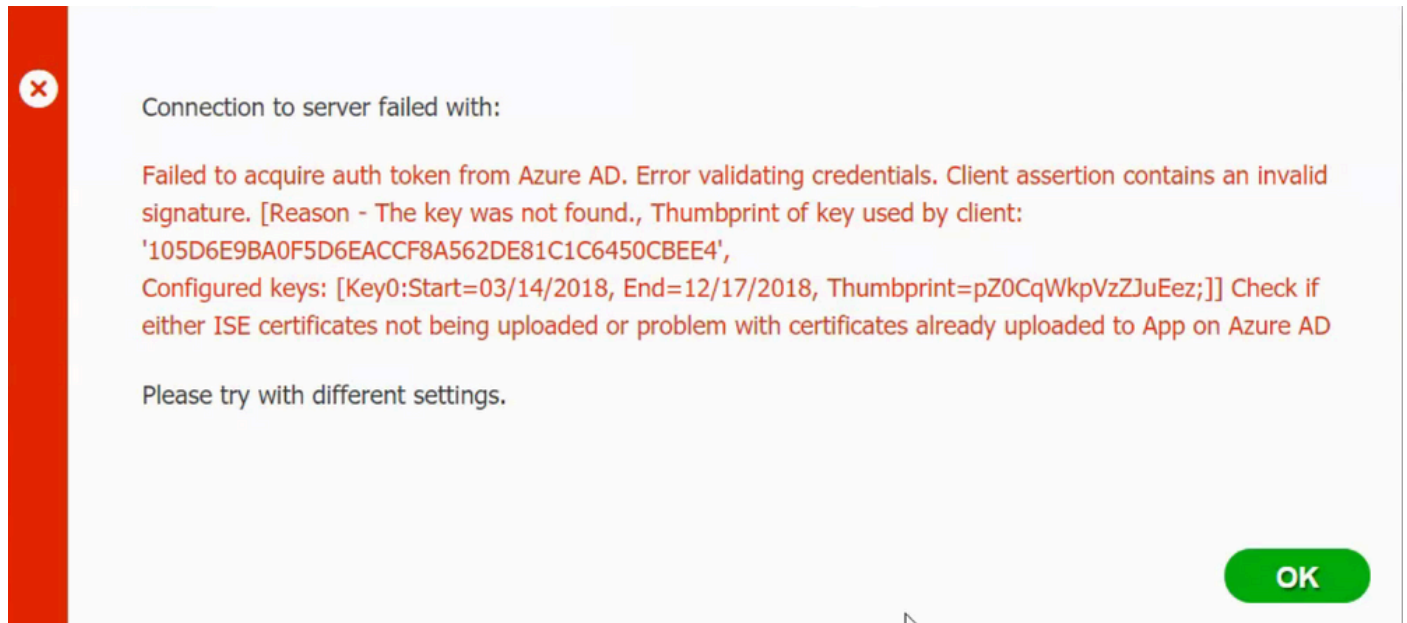 Connection to server failed with:
Failed to acquire auth token from Azure AD. Error validating credentials. Client assertion contains an invalid
signature. [Reason - The key was not found., Thumbprint of key used by client:
'105D6E9BA0F5D6EACCF8A562DE81C1C6450CBEE4',
Configured keys: [Key0:Start=03/14/2018, End=12/17/2018, Thumbprint=pZ0CqWkpVzZJuEez;]] Check if
either ISE certificates not being uploaded or problem with certificates already uploaded to App on Azure AD
Please try with different settings.
OK